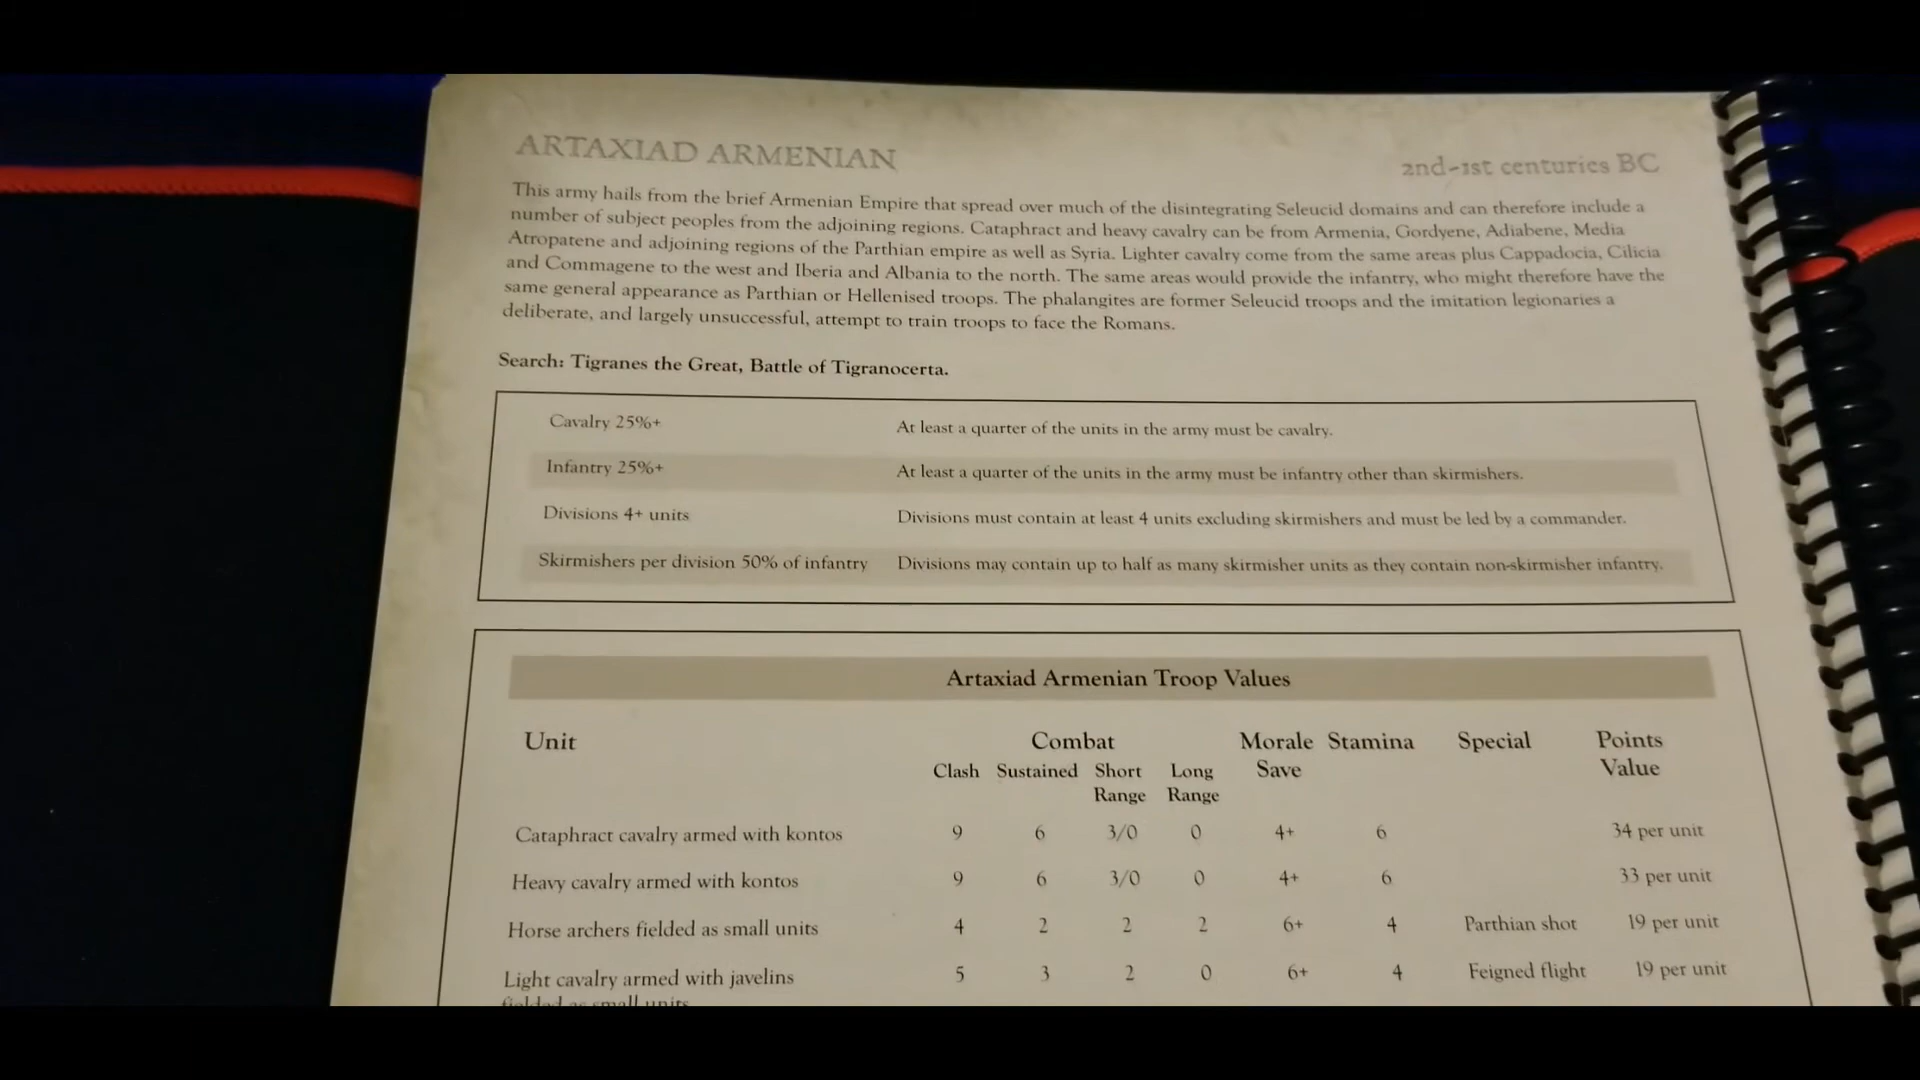 ARTAXIAD ARMENIAN
2nd-1st centuries BC
This army hails from the brief Armenian Empire that spread over much of the disintegrating Seleucid domains and can therefore include a
number of subject peoples from the adjoining regions. Cataphract and heavy cavalry can be from Armenia, Gordyene, Adiabene, Media
Atropatene and adjoining regions of the Parthian empire as well as Syria. Lighter cavalry come from the same areas plus Cappadocia, Cilicia
and Commagene to the west and Iberia and Albania to the north. The same areas would provide the infantry, who might therefore have the
same general appearance as Parthian or Hellenised troops. The phalangites are former Seleucid troops and the imitation legionaries a
deliberate, and largely unsuccessful, attempt to train troops to face the Romans.
Search: Tigranes the Great, Battle of Tigranocerta.
Cavalry 25%+ At least a quarter of the units in the army must be cavalry.
Infantry 25%+ At least a quarter of the units in the army must be infantry other than skirmishers.
Divisions 4+ units Divisions must contain at least 4 units excluding skirmishers and must be led by a commander.
Skirmishers per division 50% of infantry Divisions may contain up to half as many skirmisher units as they contain non-skirmisher infantry.
Artaxiad Armenian Troop Values
Unit Combat Morale Stamina Special Points
Clash Sustained Short Long Save Value
Range Range
Cataphract cavalry armed with kontos 9 6 3/0 0 4+ 6 34 per unit
Heavy cavalry armed with kontos 9 6 3/0 0 4+ 6 33 per unit
Horse archers fielded as small units 4 2 2 2 6+ 4 Parthian shot 19 per unit
Light cavalry armed with javelins 5 3 2 0 6+ 4 Feigned flight 19 per unit
fielded as small units